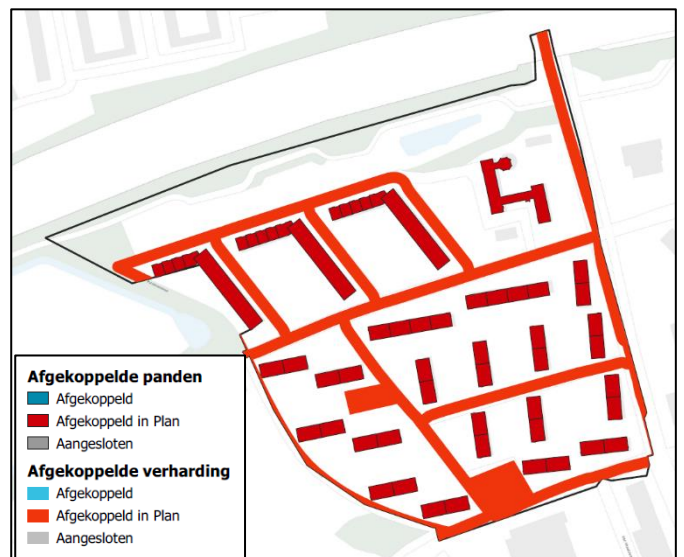 Afgekoppelde panden
Afgekoppeld
Afgekoppeld in Plan
Aangesloten
Afgekoppelde verharding
Afgekoppeld
Afgekoppeld in Plan
Aangesloten